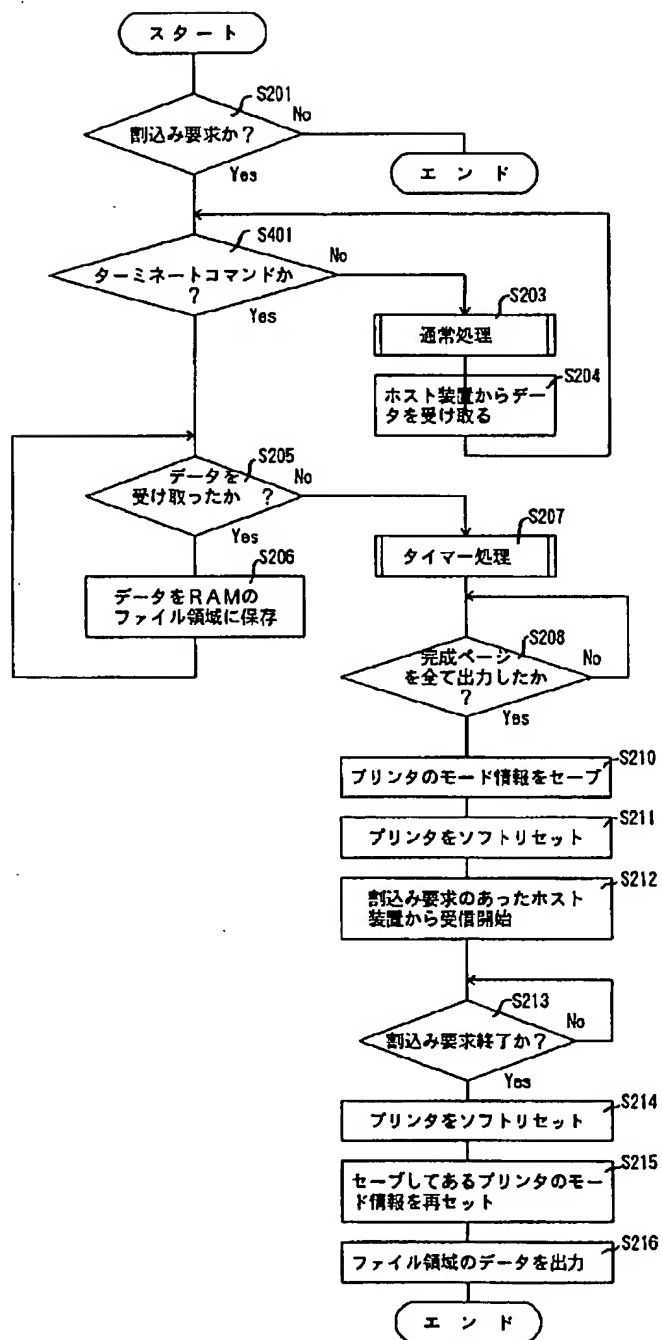 スタート
S201
割込み要求か？
No
Yes
エンド
S401
ターミネートコマンドか
？
No
Yes
S203
通常処理
S204
ホスト装置からデー
タを受け取る
S205
データを
受け取ったか ？
No
Yes
S206
データをRAMの
ファイル領域に保存
S207
タイマー処理
S208
完成ページ
を全て出力したか
？
No
Yes
S210
プリンタのモード情報をセーブ
S211
プリンタをソフトリセット
S212
割込み要求のあったホスト
装置から受信開始
S213
割込み要求終了か？
No
Yes
S214
プリンタをソフトリセット
S215
セーブしてあるプリンタのモー
ド情報を再セット
S216
ファイル領域のデータを出力
エンド